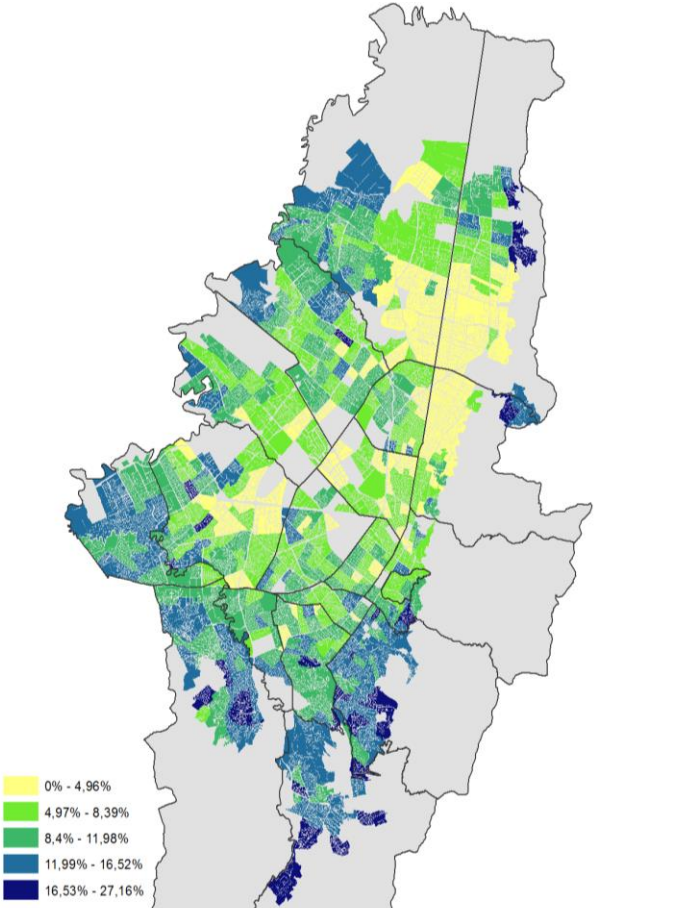 0% - 4,96%
4,97% - 8,39%
8,4% - 11,98%
11,99% - 16,52%
16,53% - 27,16%